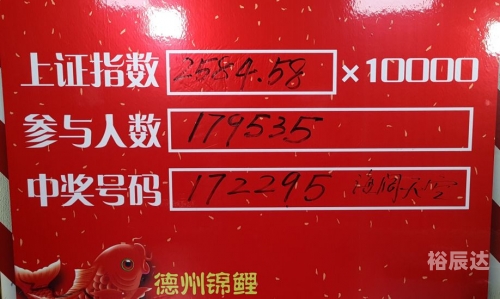 上证指数 2584.58 ×10000
参与人数 179535
中奖号码 172295
德州锦鲤
裕辰达